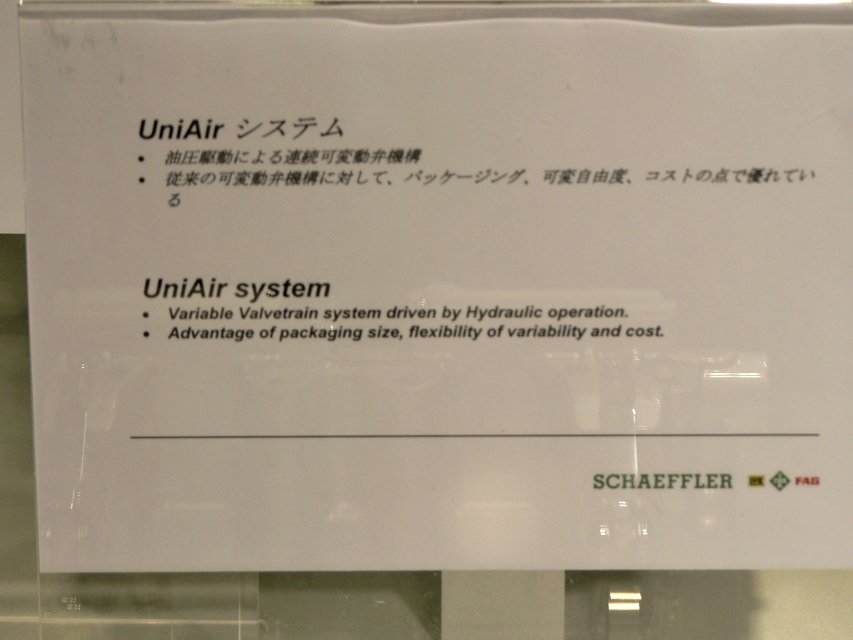 UniAir システム
• 油圧駆動による連続可変動弁機構
• 従来の可変動弁機構に対して、パッケージング、可変自由度、コストの点で優れてい
る
UniAir system
• Variable Valvetrain system driven by Hydraulic operation.
• Advantage of packaging size, flexibility of variability and cost.
SCHAEFFLER FAG